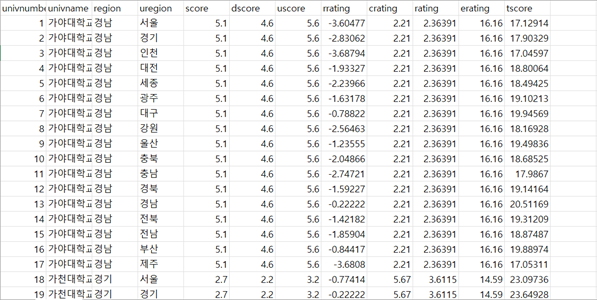 univnumbe univname region uregion score dscore uscore rrating crating rating erating tscore
1 가야대학교 경남 서울 5.1 4.6 5.6 -3.60477 2.21 2.36391 16.16 17.12914
2 가야대학교 경남 경기 5.1 4.6 5.6 -2.83062 2.21 2.36391 16.16 17.90329
3 가야대학교 경남 인천 5.1 4.6 5.6 -3.68794 2.21 2.36391 16.16 17.04597
4 가야대학교 경남 대전 5.1 4.6 5.6 -1.93327 2.21 2.36391 16.16 18.80064
5 가야대학교 경남 세종 5.1 4.6 5.6 -2.23966 2.21 2.36391 16.16 18.49425
6 가야대학교 경남 광주 5.1 4.6 5.6 -1.63178 2.21 2.36391 16.16 19.10213
7 가야대학교 경남 대구 5.1 4.6 5.6 -0.78822 2.21 2.36391 16.16 19.94569
8 가야대학교 경남 강원 5.1 4.6 5.6 -2.56463 2.21 2.36391 16.16 18.16928
9 가야대학교 경남 울산 5.1 4.6 5.6 -1.23555 2.21 2.36391 16.16 19.49836
10 가야대학교 경남 충북 5.1 4.6 5.6 -2.04866 2.21 2.36391 16.16 18.68525
11 가야대학교 경남 충남 5.1 4.6 5.6 -2.74721 2.21 2.36391 16.16 17.9867
12 가야대학교 경남 경북 5.1 4.6 5.6 -1.59227 2.21 2.36391 16.16 19.14164
13 가야대학교 경남 경남 5.1 4.6 5.6 -0.22222 2.21 2.36391 16.16 20.51169
14 가야대학교 경남 전북 5.1 4.6 5.6 -1.42182 2.21 2.36391 16.16 19.31209
15 가야대학교 경남 전남 5.1 4.6 5.6 -1.85904 2.21 2.36391 16.16 18.87487
16 가야대학교 경남 부산 5.1 4.6 5.6 -0.84417 2.21 2.36391 16.16 19.88974
17 가야대학교 경남 제주 5.1 4.6 5.6 -3.6808 2.21 2.36391 16.16 17.05311
18 가천대학교 경기 서울 2.7 2.2 3.2 -0.77414 5.67 3.6115 14.59 23.09736
19 가천대학교 경기 경기 2.7 2.2 3.2 -0.22222 5.67 3.6115 14.59 23.64928